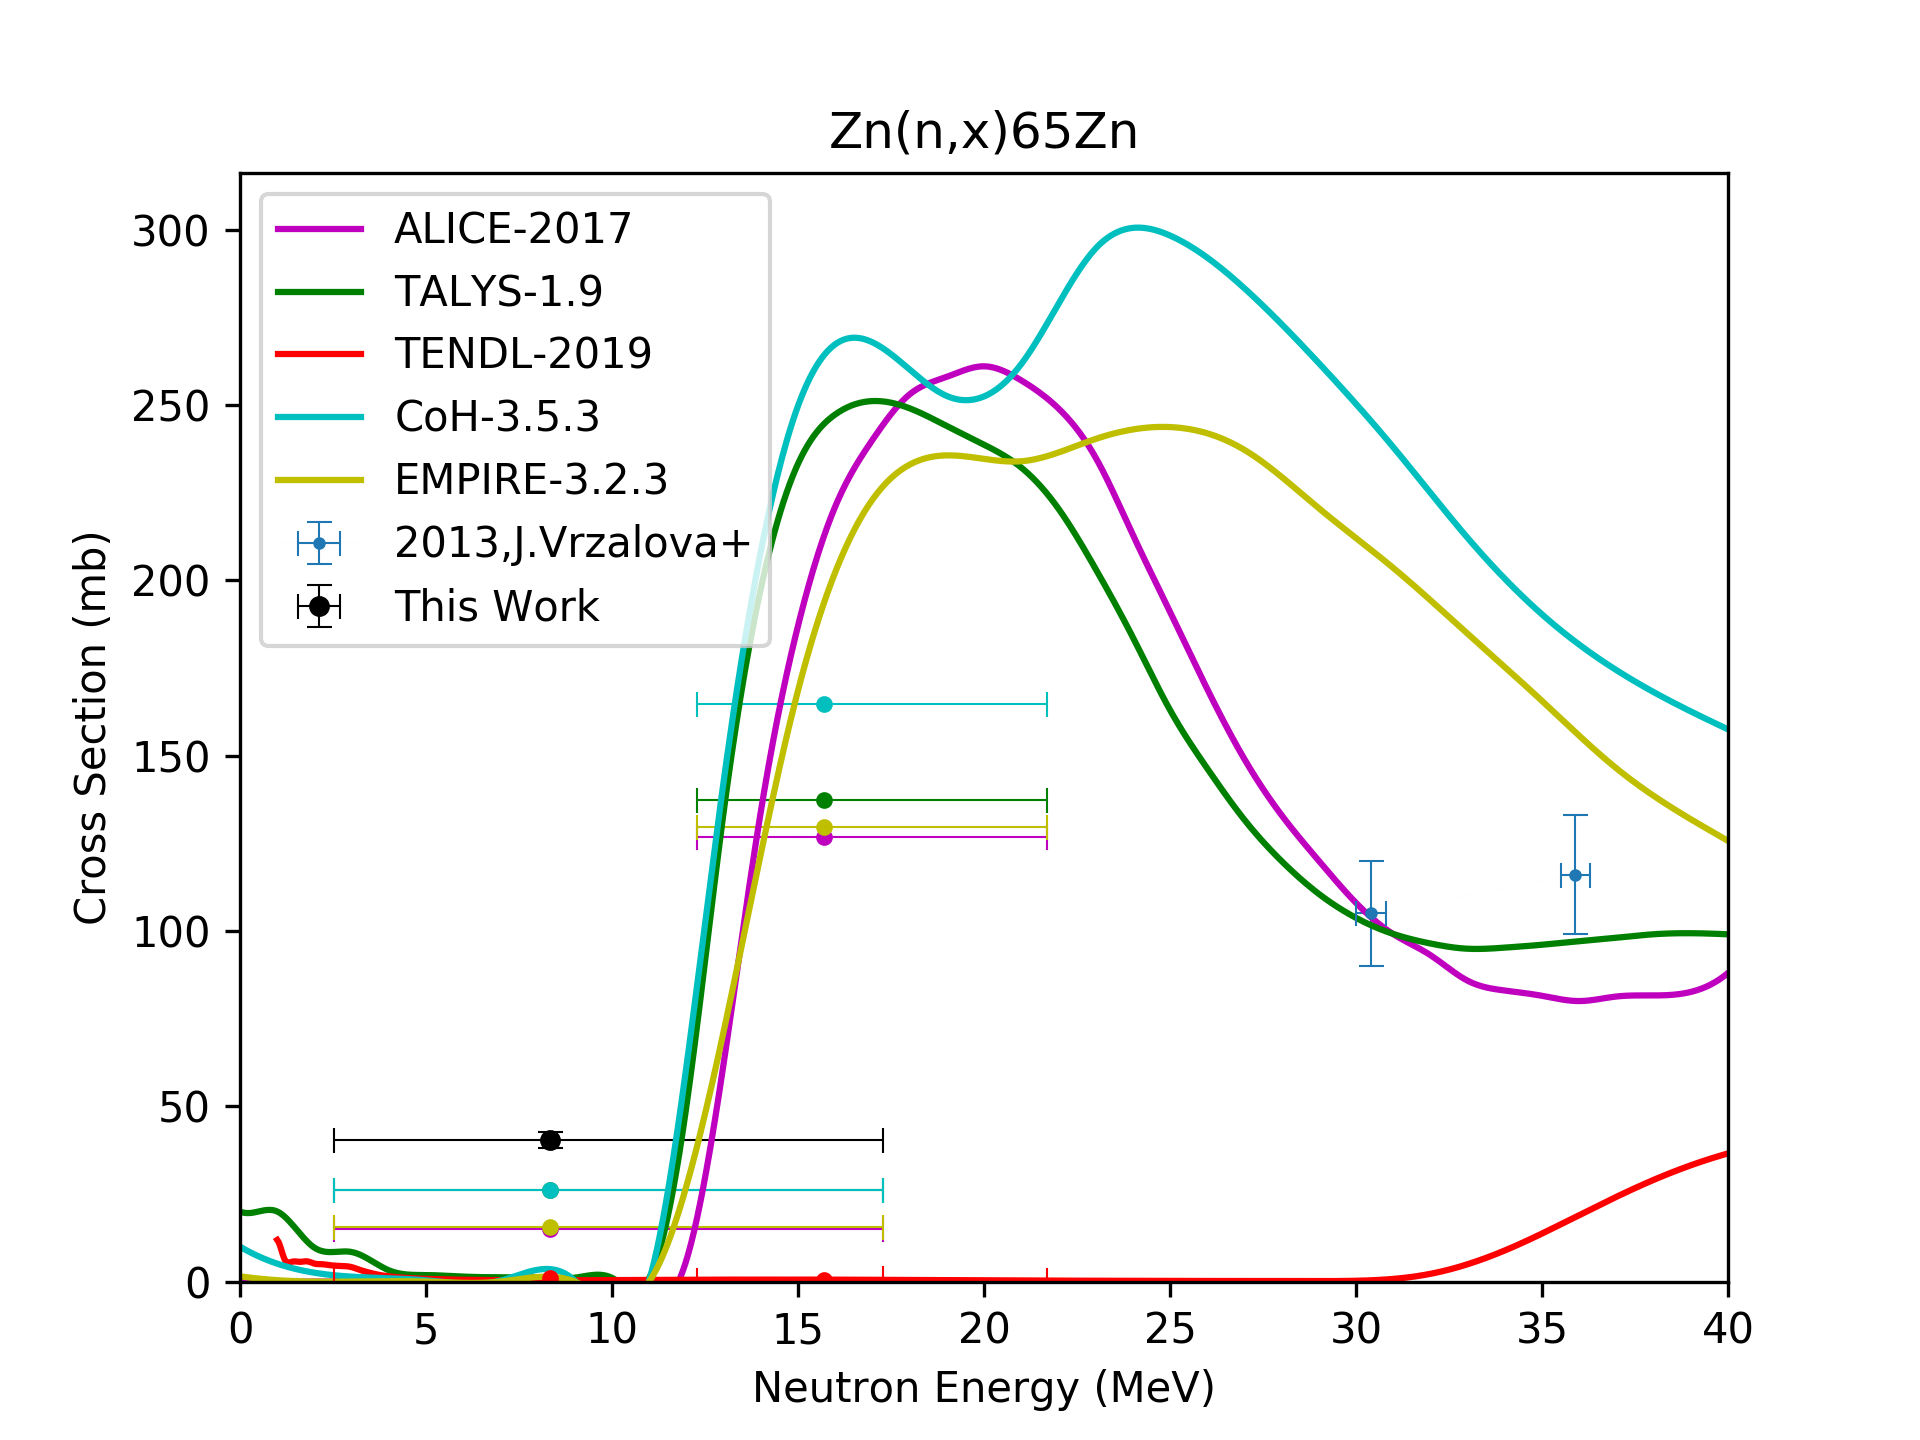 Zn(n,x)65Zn
ALICE-2017
TALYS-1.9
TENDL-2019
CoH-3.5.3
EMPIRE-3.2.3
2013,J.Vrzalova+
This Work
Cross Section (mb)
300
250
200
150
100
50
0
0 5 10 15 20 25 30 35 40
Neutron Energy (MeV)